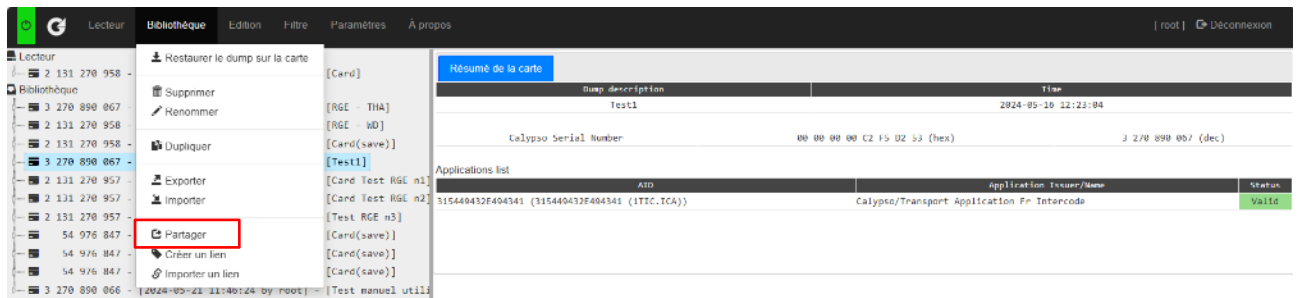 Lecteur Bibliothèque Edition Filtre Paramètres À propos [ root ] Déconnexion
Lecteur
2 131 270 958 - [Card]
Bibliothèque
3 270 890 067 - [RGE - THA]
2 131 270 958 - [RGE - WD]
2 131 270 958 - [Card(save)]
3 270 890 067 - [Test1]
2 131 270 957 - [Card Test RGE n1]
2 131 270 957 - [Card Test RGE n2]
2 131 270 957 - [Test RGE n3]
54 976 847 - [Card(save)]
54 976 847 - [Card(save)]
54 976 847 - [Card(save)]
3 270 890 066 - [2024-05-21 11:46:24 by root] - [Test manuel utili
Restaurer le dump sur la carte
Supprimer
Renommer
Dupliquer
Exporter
Importer
Partager
Créer un lien
Importer un lien
Résumé de la carte
Dump description Time
Test1 2024-05-16 12:23:04
Calypso Serial Number 00 00 00 00 C2 F5 D2 53 (hex) 3 270 890 067 (dec)
Applications list
AID Application Issuer/Name Status
315449432E494341 (315449432E494341 (1TIC.ICA)) Calypso/Transport Application Fr Intercode Valid